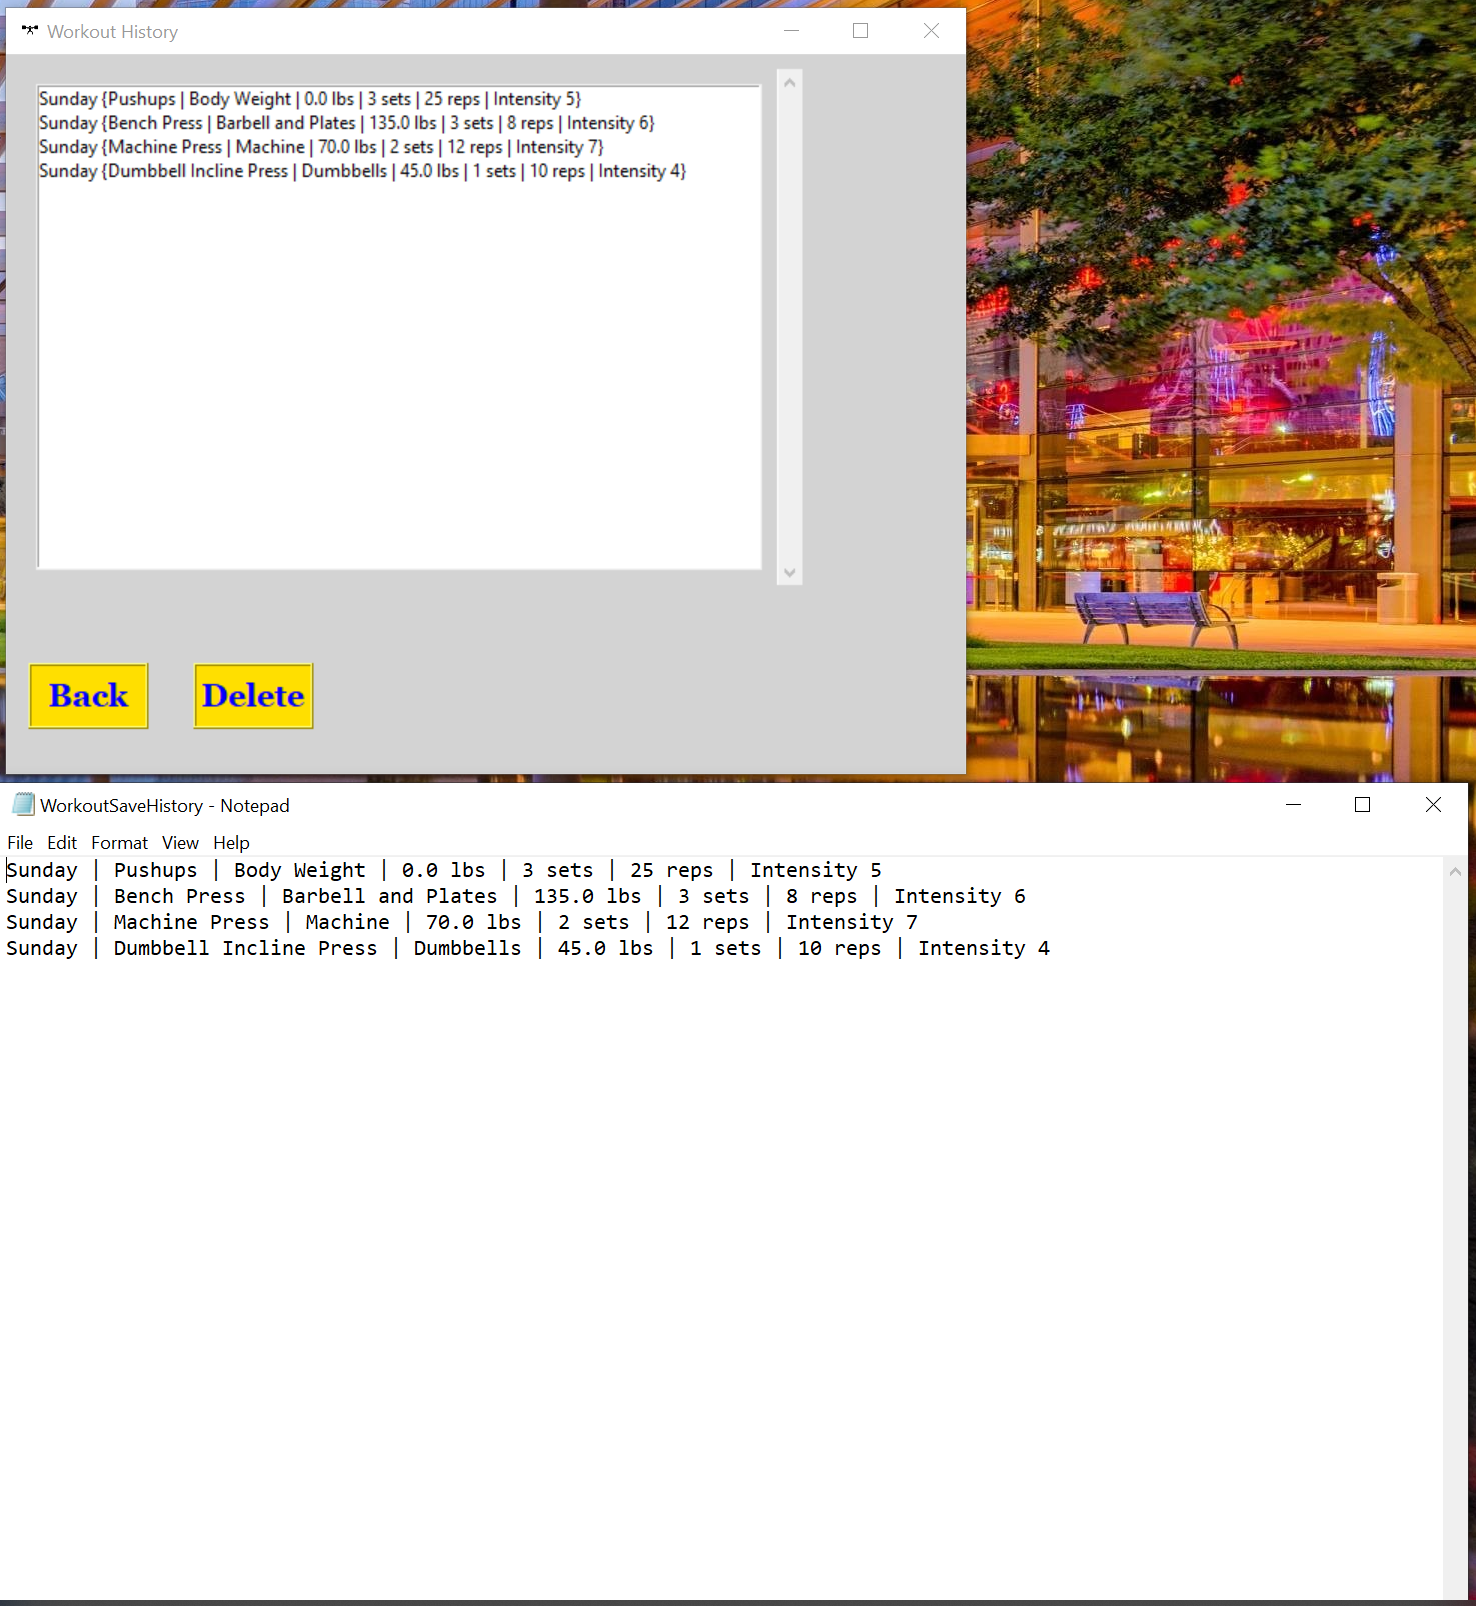 Workout History
Sunday {Pushups | Body Weight | 0.0 lbs | 3 sets | 25 reps | Intensity 5}
Sunday {Bench Press | Barbell and Plates | 135.0 lbs | 3 sets | 8 reps | Intensity 6}
Sunday {Machine Press | Machine | 70.0 lbs | 2 sets | 12 reps | Intensity 7}
Sunday {Dumbbell Incline Press | Dumbbells | 45.0 lbs | 1 sets | 10 reps | Intensity 4}
Back Delete
WorkoutSaveHistory - Notepad
File Edit Format View Help
Sunday | Pushups | Body Weight | 0.0 lbs | 3 sets | 25 reps | Intensity 5
Sunday | Bench Press | Barbell and Plates | 135.0 lbs | 3 sets | 8 reps | Intensity 6
Sunday | Machine Press | Machine | 70.0 lbs | 2 sets | 12 reps | Intensity 7
Sunday | Dumbbell Incline Press | Dumbbells | 45.0 lbs | 1 sets | 10 reps | Intensity 4